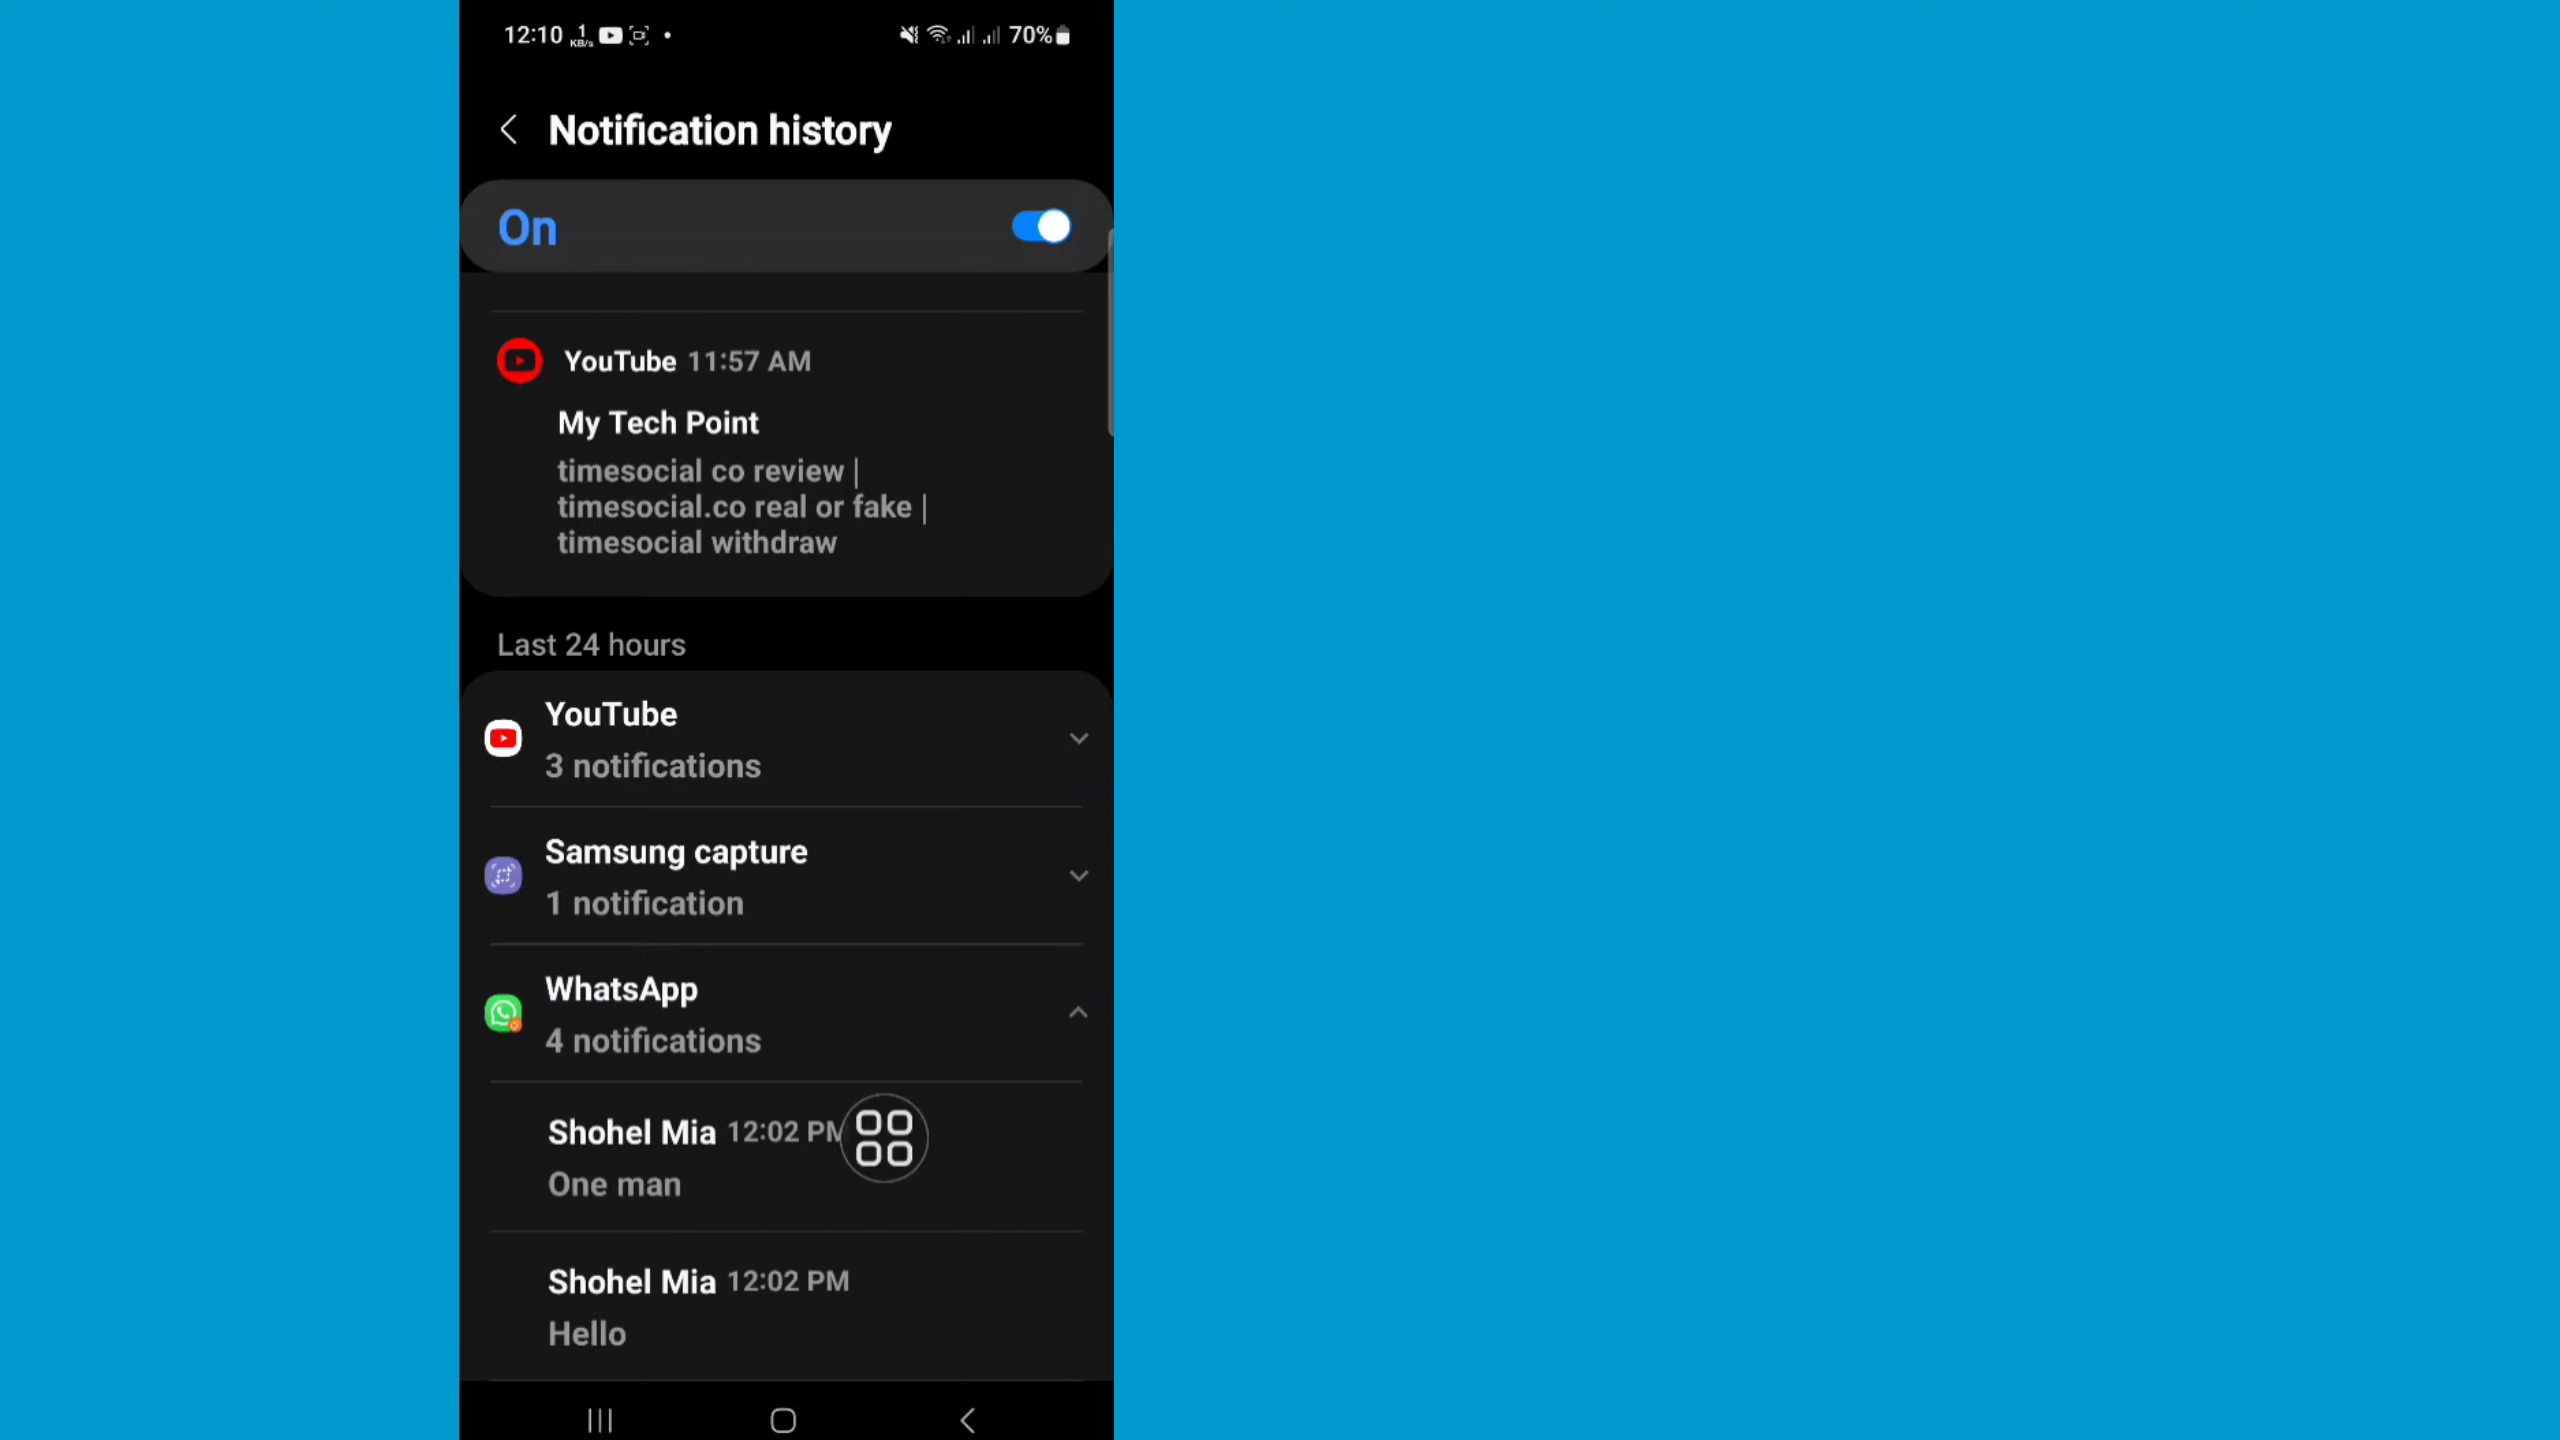 12:10 1 KB/s 70%
Notification history
On
YouTube 11:57 AM
My Tech Point
timesocial co review |
timesocial.co real or fake |
timesocial withdraw
Last 24 hours
YouTube
3 notifications
Samsung capture
1 notification
WhatsApp
4 notifications
Shohel Mia 12:02 PM
One man
Shohel Mia 12:02 PM
Hello